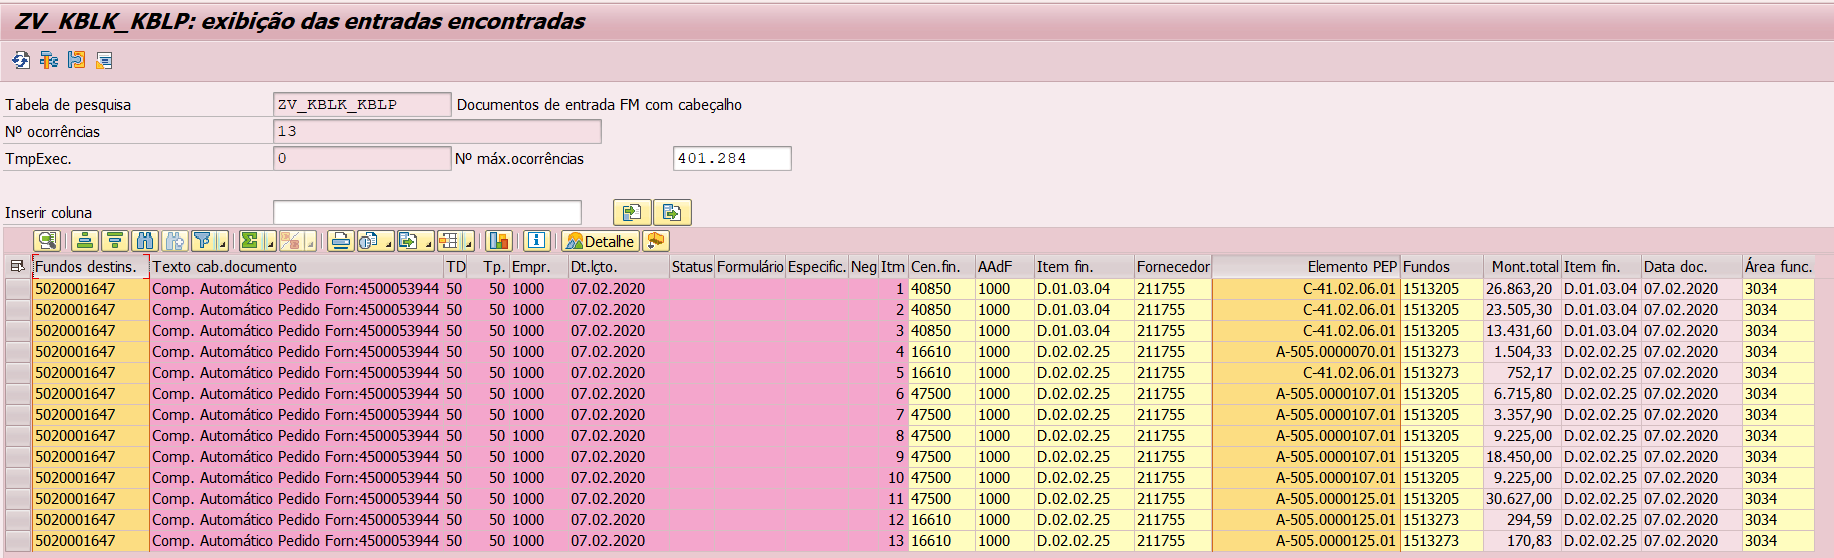 ZV_KBLK_KBLP: exibição das entradas encontradas
Tabela de pesquisa ZV_KBLK_KBLP Documentos de entrada FM com cabeçalho
Nº ocorrências 13
TmpExec. 0 Nº máx.ocorrências 401.284
Inserir coluna
Detalhe
Fundos destins. Texto cab.documento TD Tp. Empr. Dt.lçto. Status Formulário Especific. Neg Itm Cen.fin. AAdF Item fin. Fornecedor Elemento PEP Fundos Mont.total Item fin. Data doc. Área func.
5020001647 Comp. Automático Pedido Forn:4500053944 50 50 1000 07.02.2020 1 40850 1000 D.01.03.04 211755 C-41.02.06.01 1513205 26.863,20 D.01.03.04 07.02.2020 3034
5020001647 Comp. Automático Pedido Forn:4500053944 50 50 1000 07.02.2020 2 40850 1000 D.01.03.04 211755 C-41.02.06.01 1513205 23.505,30 D.01.03.04 07.02.2020 3034
5020001647 Comp. Automático Pedido Forn:4500053944 50 50 1000 07.02.2020 3 40850 1000 D.01.03.04 211755 C-41.02.06.01 1513205 13.431,60 D.01.03.04 07.02.2020 3034
5020001647 Comp. Automático Pedido Forn:4500053944 50 50 1000 07.02.2020 4 16610 1000 D.02.02.25 211755 A-505.0000070.01 1513273 1.504,33 D.02.02.25 07.02.2020 3034
5020001647 Comp. Automático Pedido Forn:4500053944 50 50 1000 07.02.2020 5 16610 1000 D.02.02.25 211755 C-41.02.06.01 1513273 752,17 D.02.02.25 07.02.2020 3034
5020001647 Comp. Automático Pedido Forn:4500053944 50 50 1000 07.02.2020 6 47500 1000 D.02.02.25 211755 A-505.0000107.01 1513205 6.715,80 D.02.02.25 07.02.2020 3034
5020001647 Comp. Automático Pedido Forn:4500053944 50 50 1000 07.02.2020 7 47500 1000 D.02.02.25 211755 A-505.0000107.01 1513205 3.357,90 D.02.02.25 07.02.2020 3034
5020001647 Comp. Automático Pedido Forn:4500053944 50 50 1000 07.02.2020 8 47500 1000 D.02.02.25 211755 A-505.0000107.01 1513205 9.225,00 D.02.02.25 07.02.2020 3034
5020001647 Comp. Automático Pedido Forn:4500053944 50 50 1000 07.02.2020 9 47500 1000 D.02.02.25 211755 A-505.0000107.01 1513205 18.450,00 D.02.02.25 07.02.2020 3034
5020001647 Comp. Automático Pedido Forn:4500053944 50 50 1000 07.02.2020 10 47500 1000 D.02.02.25 211755 A-505.0000107.01 1513205 9.225,00 D.02.02.25 07.02.2020 3034
5020001647 Comp. Automático Pedido Forn:4500053944 50 50 1000 07.02.2020 11 47500 1000 D.02.02.25 211755 A-505.0000125.01 1513205 30.627,00 D.02.02.25 07.02.2020 3034
5020001647 Comp. Automático Pedido Forn:4500053944 50 50 1000 07.02.2020 12 16610 1000 D.02.02.25 211755 A-505.0000125.01 1513273 294,59 D.02.02.25 07.02.2020 3034
5020001647 Comp. Automático Pedido Forn:4500053944 50 50 1000 07.02.2020 13 16610 1000 D.02.02.25 211755 A-505.0000125.01 1513273 170,83 D.02.02.25 07.02.2020 3034